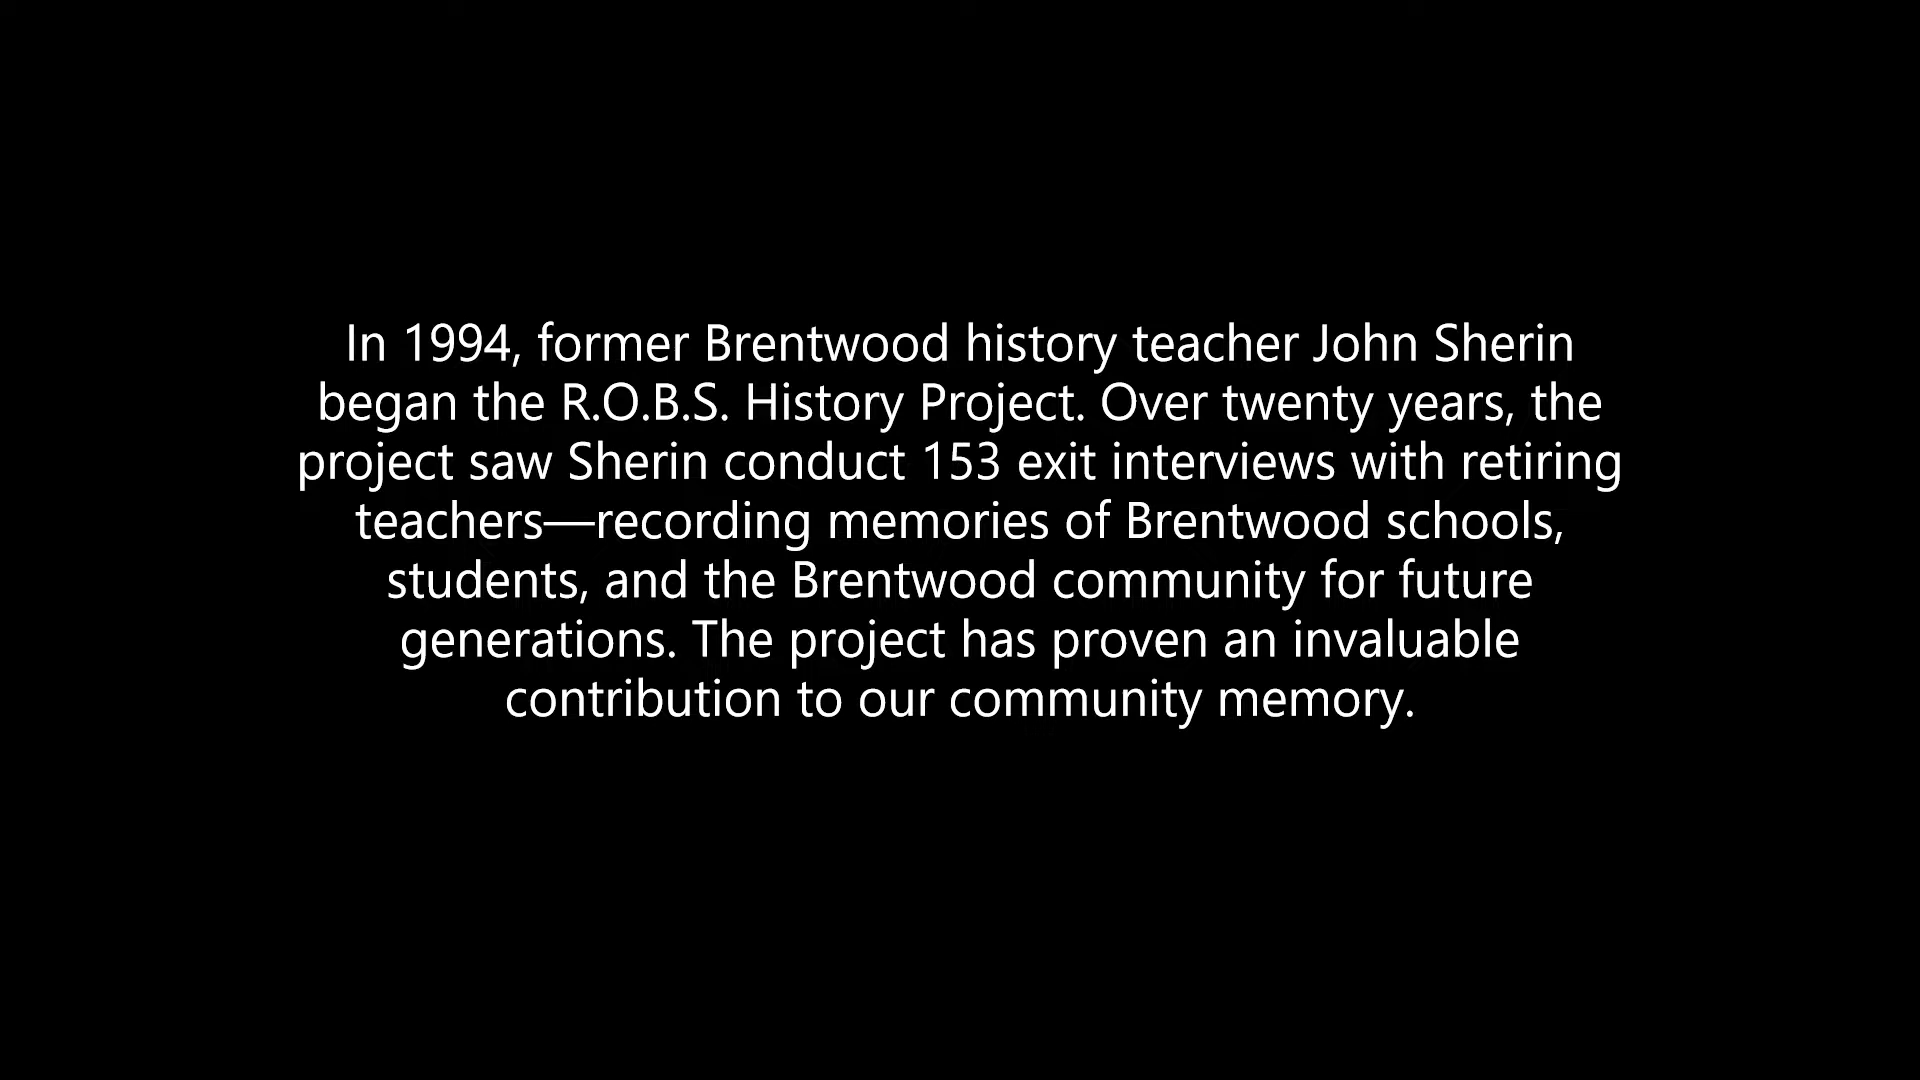 In 1994, former Brentwood history teacher John Sherin
began the R.O.B.S. History Project. Over twenty years, the
project saw Sherin conduct 153 exit interviews with retiring
teachers—recording memories of Brentwood schools,
students, and the Brentwood community for future
generations. The project has proven an invaluable
contribution to our community memory.